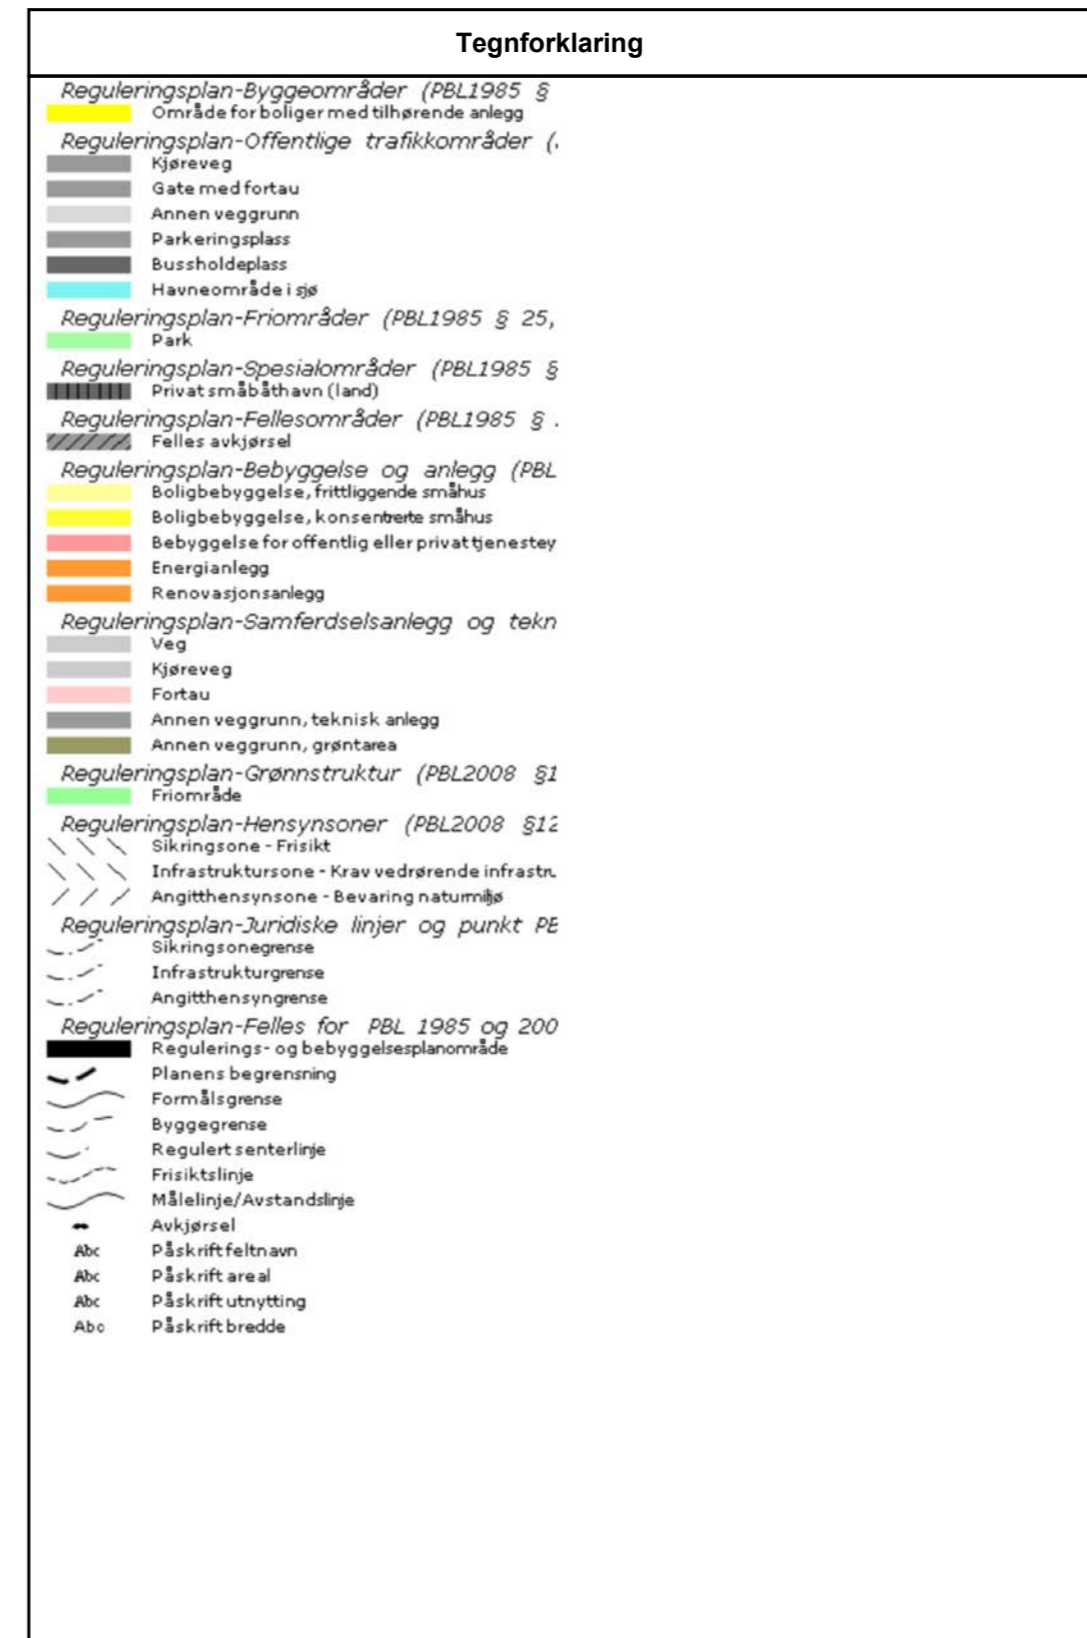 Tegnforklaring
Reguleringsplan-Byggeområder (PBL1985 §
Område for boliger med tilhørende anlegg
Reguleringsplan-Offentlige trafikkområder (
Kjøreveg
Gate med fortau
Annen veggrunn
Parkeringsplass
Bussholdeplass
Havneområde i sjø
Reguleringsplan-Friområder (PBL1985 § 25,
Park
Reguleringsplan-Spesialområder (PBL1985 §
Privat småbåthavn (land)
Reguleringsplan-Fellesområder (PBL1985 §
Felles avkjørsel
Reguleringsplan-Bebyggelse og anlegg (PBL
Boligbebyggelse, frittliggende småhus
Boligbebyggelse, konsentrerte småhus
Bebyggelse for offentlig eller privat tjenestey
Energianlegg
Renovasjonsanlegg
Reguleringsplan-Samferdselsanlegg og tekn
Veg
Kjøreveg
Fortau
Annen veggrunn, teknisk anlegg
Annen veggrunn, grøntarea
Reguleringsplan-Grønnstruktur (PBL2008 §1
Friområde
Reguleringsplan-Hensynsoner (PBL2008 §12
Sikringsone - Frisikt
Infrastruktursone - Krav vedrørende infrastru
Angitthensynsone - Bevaring naturmiljø
Reguleringsplan-Juridiske linjer og punkt PB
Sikringsonegrense
Infrastrukturgrense
Angitthensyngrense
Reguleringsplan-Felles for PBL 1985 og 200
Regulerings- og bebyggelsesplanområde
Planens begrensning
Formålsgrense
Byggegrense
Regulert senterlinje
Frisiktslinje
Målelinje/Avstandslinje
Avkjørsel
Abc Påskrift feltnavn
Abc Påskrift areal
Abc Påskrift utnytting
Abc Påskrift bredde